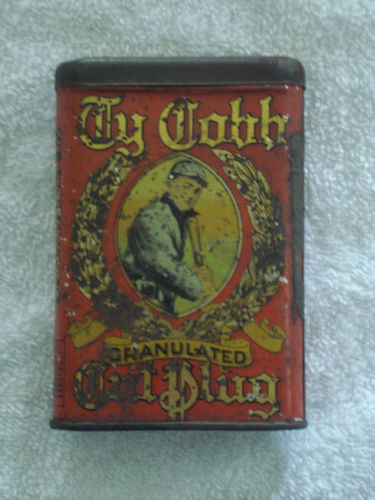 Ty Cobb
GRANULATED
Cut Plug